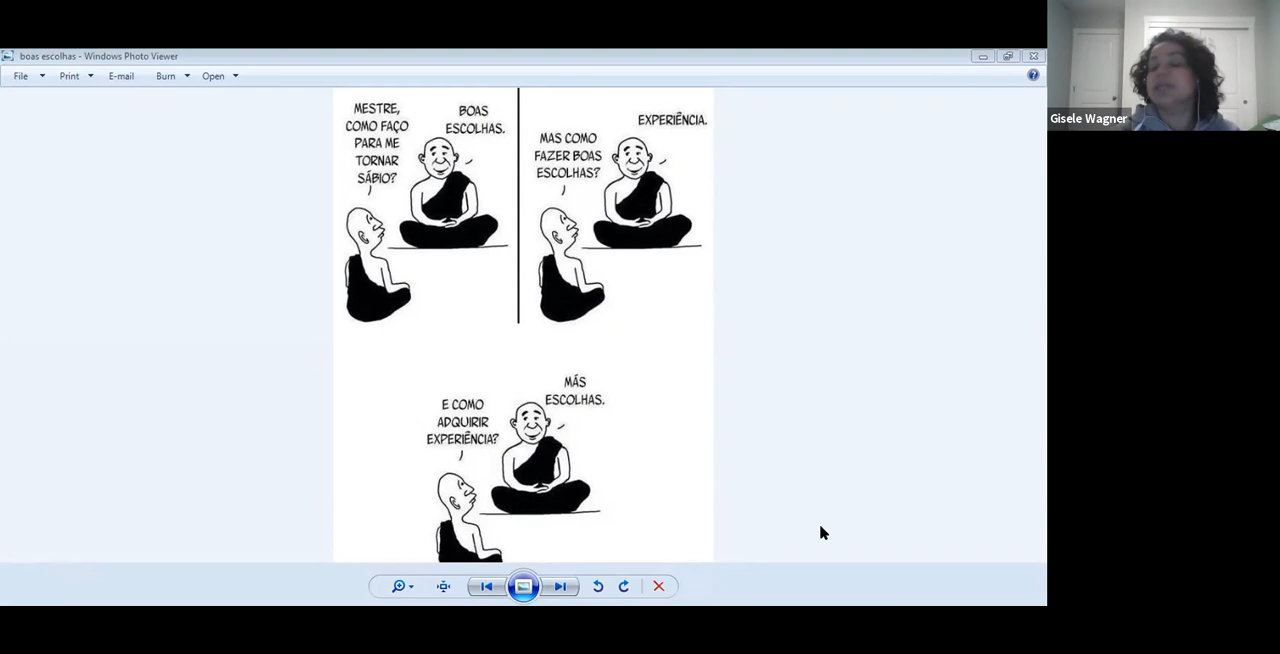 boas escolhas - Windows Photo Viewer
File Print E-mail Burn Open
MESTRE,
COMO FAÇO
PARA ME
TORNAR
SÁBIO?
BOAS
ESCOLHAS.
MAS COMO
FAZER BOAS
ESCOLHAS?
EXPERIÊNCIA.
E COMO
ADQUIRIR
EXPERIÊNCIA?
MÁS
ESCOLHAS.
Gisele Wagner